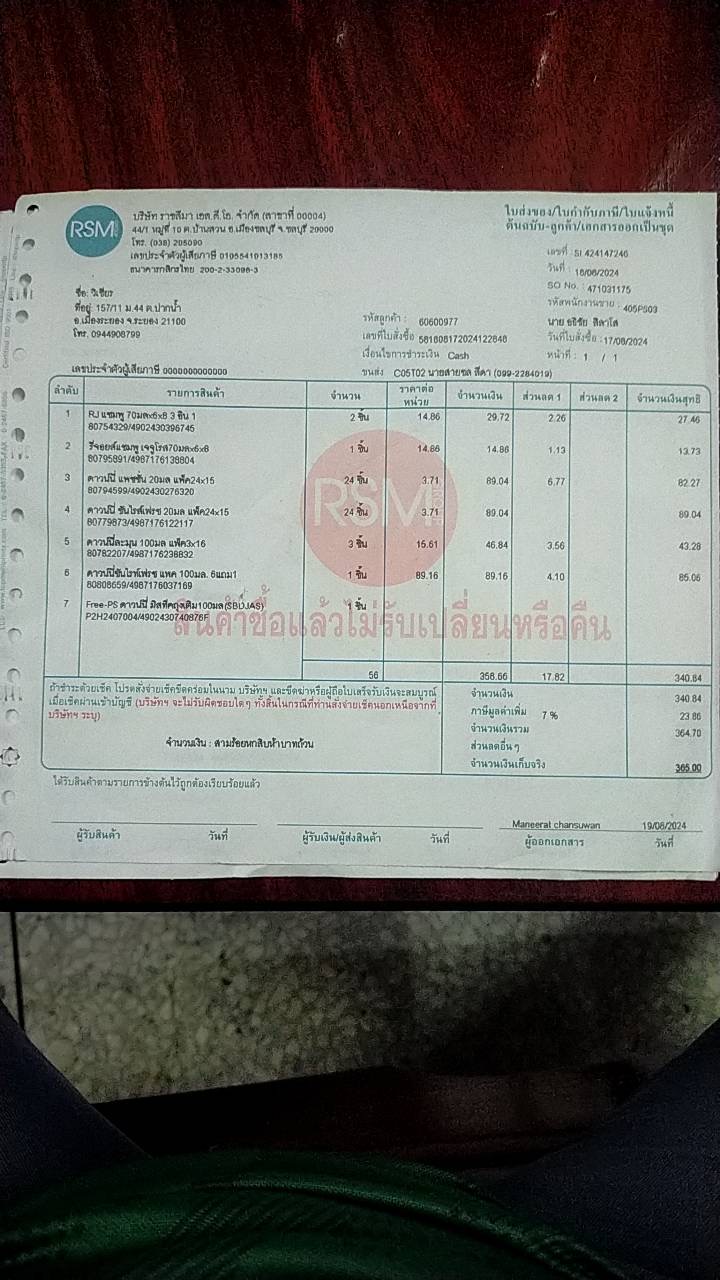 RSM
บริษัท ราชสีมา เอส.ดี.โอ. จำกัด (สาขาที่ 00004)
44/1 หมู่ที่ 10 ต.บ้านสวน อ.เมืองชลบุรี จ.ชลบุรี 20000
โทร. (038) 205090
เลขประจำตัวผู้เสียภาษี 0105541013185
ธนาคารกสิกรไทย 200-2-33096-3
ใบส่งของ/ใบกำกับภาษี/ใบแจ้งหนี้
ต้นฉบับ-ลูกค้า/เอกสารออกเป็นชุด
เลขที่ : SI 424147246
วันที่ : 18/08/2024
SO No. : 471031175
รหัสพนักงานขาย : 405PS03
ชื่อ: วิเชียร
ที่อยู่: 157/11 ม.44 ต.ปากน้ำ
อ.เมืองระยอง จ.ระยอง 21100
โทร. 0944908799
รหัสลูกค้า : 60600977
เลขที่ใบสั่งซื้อ 581608172024122848
วันที่ใบสั่งซื้อ :17/08/2024
เงื่อนไขการชำระเงิน Cash
หน้าที่ : 1 / 1
เลขประจำตัวผู้เสียภาษี 0000000000000
ขนส่ง C05T02 นายสายชล สีดา (099-2284019)
ลำดับ รายการสินค้า จำนวน ราคาต่อหน่วย จำนวนเงิน ส่วนลด 1 ส่วนลด 2 จำนวนเงินสุทธิ
1 RJ แชมพู 70มลx6x8 3 อิน 1 2 ชิ้น 14.86 29.72 2.26 27.46
80754329/4902430396745
2 รีจอยส์แชมพู เจจูโรส70มลx6x8 1 ชิ้น 14.86 14.86 1.13 13.73
80795891/4987176138804
3 ดาวน์นี่ แพชชั่น 20มล แพ็ค24x15 24 ชิ้น 3.71 89.04 6.77 82.27
80794599/4902430276320
4 ดาวน์นี่ ซันไรท์เฟรช 20มล แพ็ค24x15 24 ชิ้น 3.71 89.04 89.04
80779873/4987176122117
5 ดาวน์นี่ละมุน 100มล แพ็ค3x16 3 ชิ้น 15.61 46.84 3.56 43.28
80782207/4987176238832
6 ดาวน์นี่ซันไรท์เฟรช แพค 100มล. 6แถม1 1 ชิ้น 89.16 89.16 4.10 85.06
80808659/4987176037169
7 Free-PS ดาวน์นี่ มิสทีคถุงเติม100มล(SBDJAS) 1 ชิ้น
P2H2407004/4902430740876F
สินค้าซื้อแล้วไม่รับเปลี่ยนหรือคืน
56 358.66 17.82 340.84
ถ้าชำระด้วยเช็ค โปรดสั่งจ่ายเช็คขีดคร่อมในนาม บริษัทฯ และขีดฆ่าหรือผู้ถือใบเสร็จรับเงินจะสมบูรณ์
เมื่อเช็คผ่านเข้าบัญชี (บริษัทฯ จะไม่รับผิดชอบใดๆ ทั้งสิ้นในกรณีที่ท่านสั่งจ่ายเช็คนอกเหนือจากที่
บริษัทฯ ระบุ)
จำนวนเงิน 340.84
ภาษีมูลค่าเพิ่ม 7 % 23.86
จำนวนเงินรวม 364.70
ส่วนลดอื่นๆ
จำนวนเงิน : สามร้อยหกสิบห้าบาทถ้วน
จำนวนเงินเก็บจริง 365.00
ได้รับสินค้าตามรายการข้างต้นไว้ถูกต้องเรียบร้อยแล้ว
Maneerat chansuwan 19/08/2024
ผู้รับสินค้า วันที่ ผู้รับเงิน/ผู้ส่งสินค้า วันที่ ผู้ออกเอกสาร วันที่